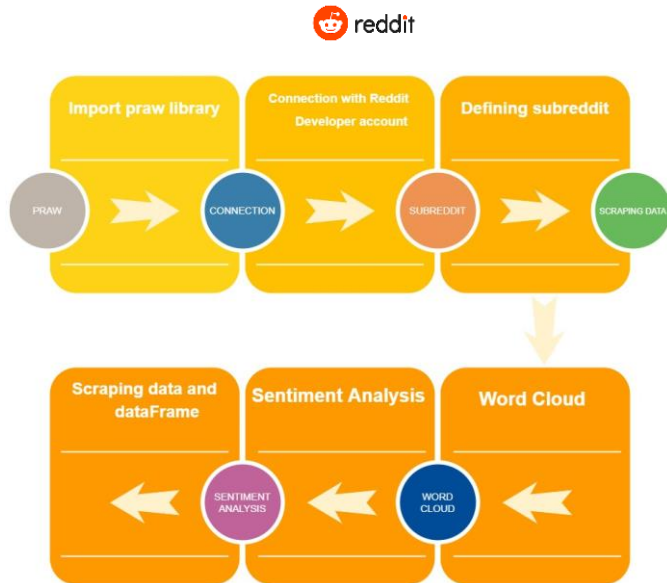 reddit
Import praw library
Connection with Reddit
Developer account
Defining subreddit
PRAW
CONNECTION
SUBREDDIT
SCRAPING DATA
Scraping data and
dataFrame
Sentiment Analysis
Word Cloud
SENTIMENT
ANALYSIS
WORD
CLOUD